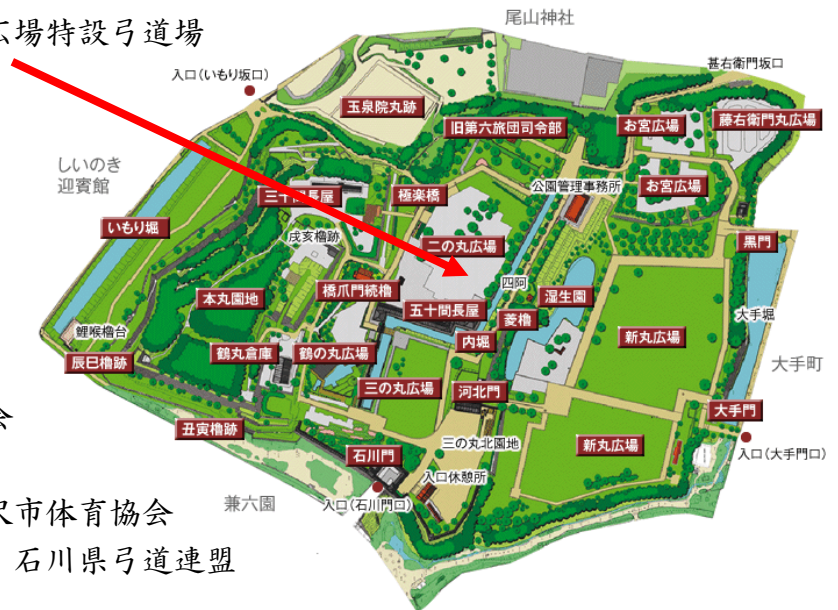 広場特設弓道場
尾山神社
入口(いもり坂口)
甚右衛門坂口
玉泉院丸跡
旧第六旅団司令部
お宮広場
藤右衛門丸広場
しいのき
迎賓館
三十間長屋
極楽橋
公園管理事務所
お宮広場
いもり堀
戌亥櫓跡
二の丸広場
黒門
橋爪門続櫓
四阿
湿生園
本丸園地
五十間長屋
菱櫓
大手堀
鯉喉櫓台
新丸広場
内堀
辰巳櫓跡
鶴丸倉庫
鶴の丸広場
三の丸広場
河北門
大手町
会
丑寅櫓跡
三の丸北園地
新丸広場
大手門
石川門
入口(大手門口)
入口休憩所
兼六園
入口(石川門口)
沢市体育協会
石川県弓道連盟